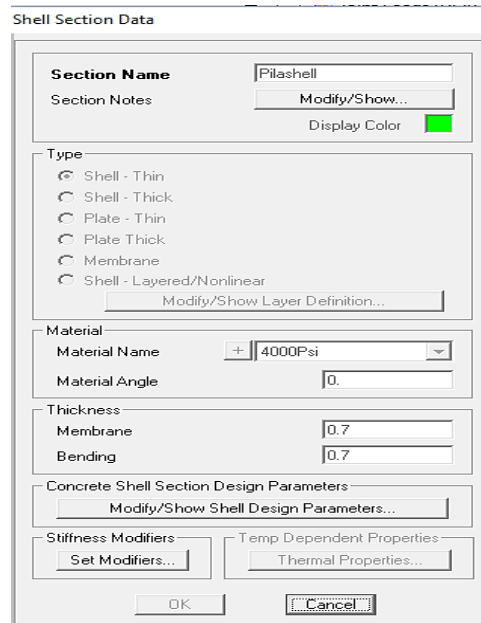 Shell Section Data
Section Name Pilashell
Section Notes Modify/Show...
Display Color
Type
Shell - Thin
Shell - Thick
Plate - Thin
Plate Thick
Membrane
Shell - Layered/Nonlinear
Modify/Show Layer Definition...
Material
Material Name + 4000Psi
Material Angle 0.
Thickness
Membrane 0.7
Bending 0.7
Concrete Shell Section Design Parameters
Modify/Show Shell Design Parameters...
Stiffness Modifiers Temp Dependent Properties
Set Modifiers... Thermal Properties...
OK Cancel